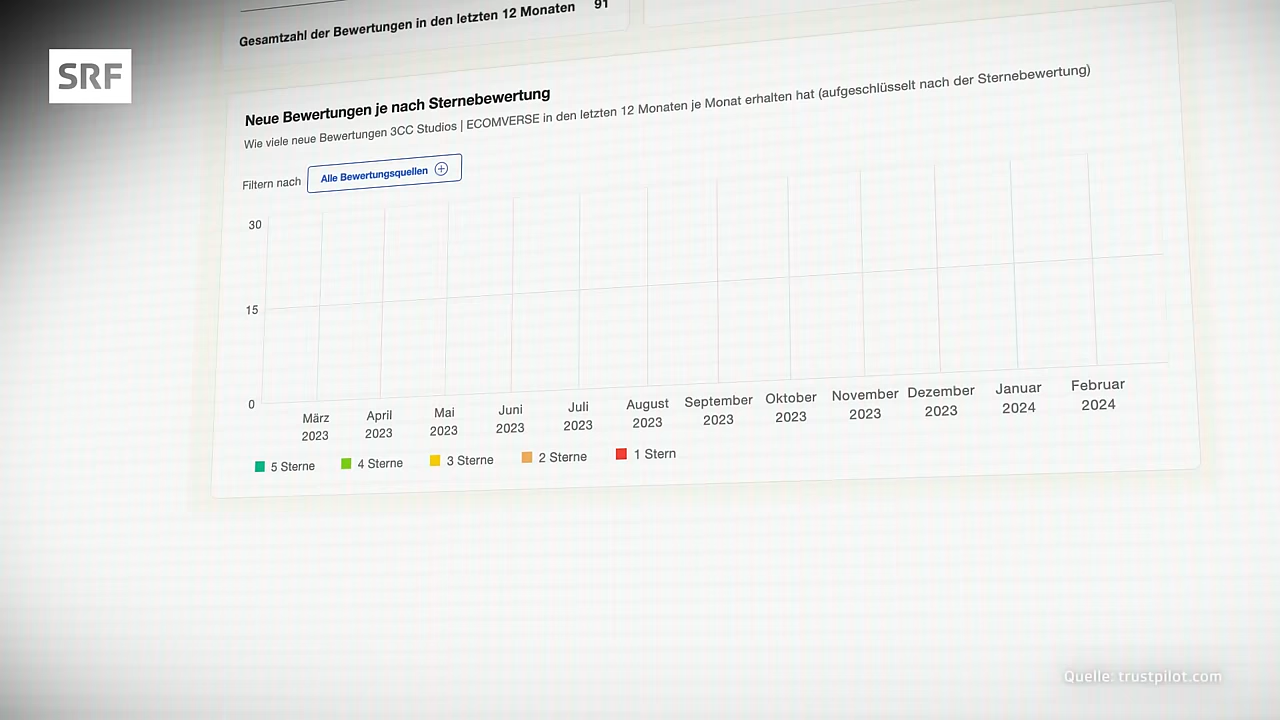 Gesamtzahl der Bewertungen in den letzten 12 Monaten 91
SRF
Neue Bewertungen je nach Sternebewertung
Wie viele neue Bewertungen 3CC Studios | ECOMVERSE in den letzten 12 Monaten je Monat erhalten hat (aufgeschlüsselt nach der Sternebewertung)
Filtern nach Alle Bewertungsquellen
30
15
0
März 2023
April 2023
Mai 2023
Juni 2023
Juli 2023
August 2023
September 2023
Oktober 2023
November 2023
Dezember 2023
Januar 2024
Februar 2024
5 Sterne 4 Sterne 3 Sterne 2 Sterne 1 Stern
Quelle: trustpilot.com